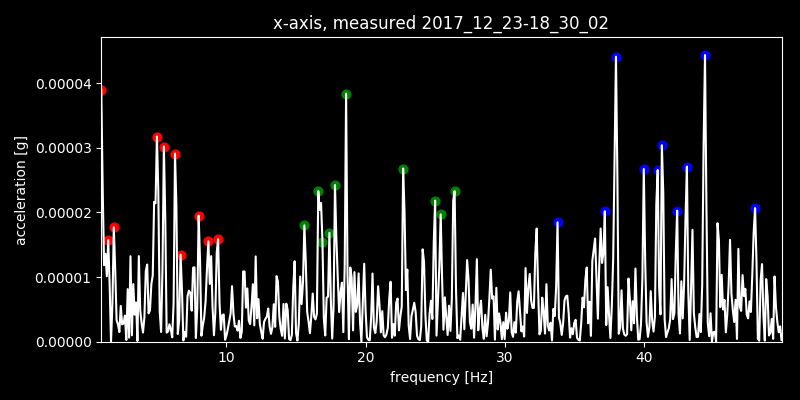 x-axis, measured 2017_12_23-18_30_02
acceleration [g]
0.00004
0.00003
0.00002
0.00001
0.00000
10 20 30 40
frequency [Hz]